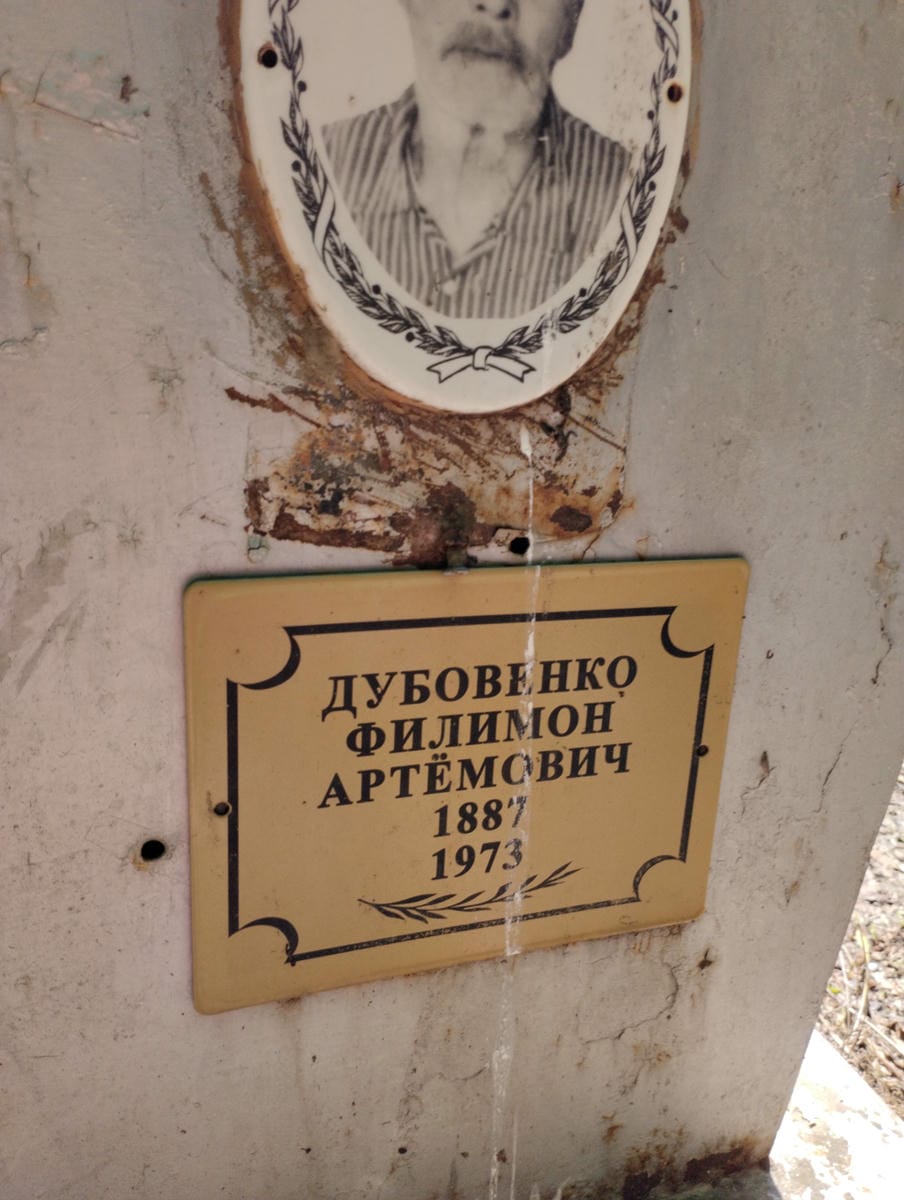 ДУБОВЕНКО
ФИЛИМОН
АРТЁМОВИЧ
1887
1973